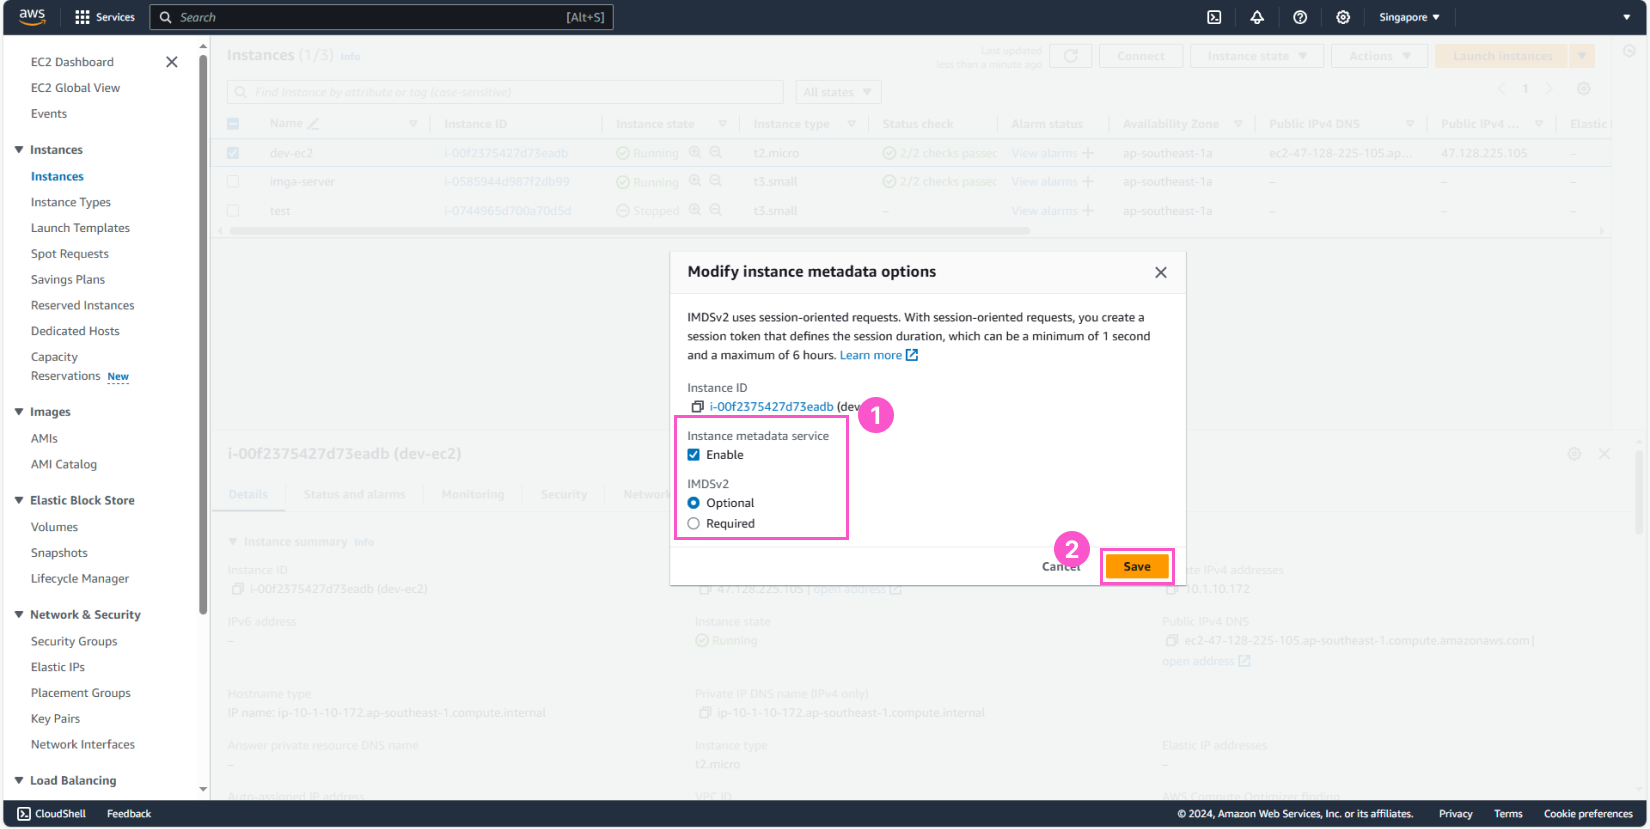 aws
Services
Search
[Alt+S]
Singapore
EC2 Dashboard
EC2 Global View
Events
Instances
Instances
Instance Types
Launch Templates
Spot Requests
Savings Plans
Reserved Instances
Dedicated Hosts
Capacity
Reservations New
Images
AMIs
AMI Catalog
Elastic Block Store
Volumes
Snapshots
Lifecycle Manager
Network & Security
Security Groups
Elastic IPs
Placement Groups
Key Pairs
Network Interfaces
Load Balancing
Instances (1/3) Info
Last updated
less than a minute ago
Connect
Instance state
Actions
Launch instances
Find Instance by attribute or tag (case-sensitive)
All states
1
Name Instance ID Instance state Instance type Status check Alarm status Availability Zone Public IPv4 DNS Public IPv4 ... Elastic
dev-ec2 i-00f2375427d73eadb Running t2.micro 2/2 checks passec View alarms + ap-southeast-1a ec2-47-128-225-105.ap... 47.128.225.105 –
imga-server i-0585944d987f2db99 Running t3.small 2/2 checks passec View alarms + ap-southeast-1a – – –
test i-0744965d700a70d5d Stopped t3.small – View alarms + ap-southeast-1a – – –
Modify instance metadata options
IMDSv2 uses session-oriented requests. With session-oriented requests, you create a
session token that defines the session duration, which can be a minimum of 1 second
and a maximum of 6 hours. Learn more
Instance ID
i-00f2375427d73eadb (dev
1
Instance metadata service
Enable
IMDSv2
Optional
Required
2
Cancel
Save
i-00f2375427d73eadb (dev-ec2)
Details
Status and alarms
Monitoring
Security
Instance summary Info
Instance ID
i-00f2375427d73eadb (dev-ec2)
47.128.225.105 | open address
IPv4 addresses
10.1.10.172
IPv6 address
–
Instance state
Running
Public IPv4 DNS
ec2-47-128-225-105.ap-southeast-1.compute.amazonaws.com |
open address
Hostname type
IP name: ip-10-1-10-172.ap-southeast-1.compute.internal
Private IP DNS name (IPv4 only)
ip-10-1-10-172.ap-southeast-1.compute.internal
Answer private resource DNS name
–
Instance type
t2.micro
Elastic IP addresses
–
Auto-assigned IP address
VPC ID
AWS Compute Optimizer finding
CloudShell
Feedback
© 2024, Amazon Web Services, Inc. or its affiliates.
Privacy
Terms
Cookie preferences